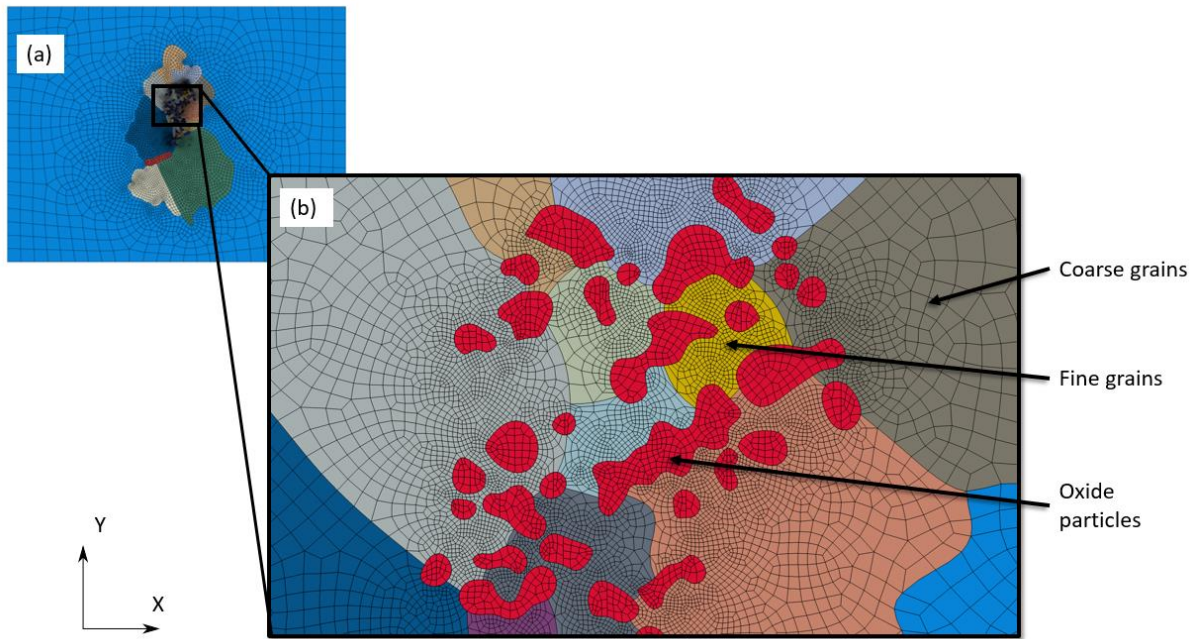 (a)
(b)
Coarse grains
Fine grains
Oxide
particles
Y
X